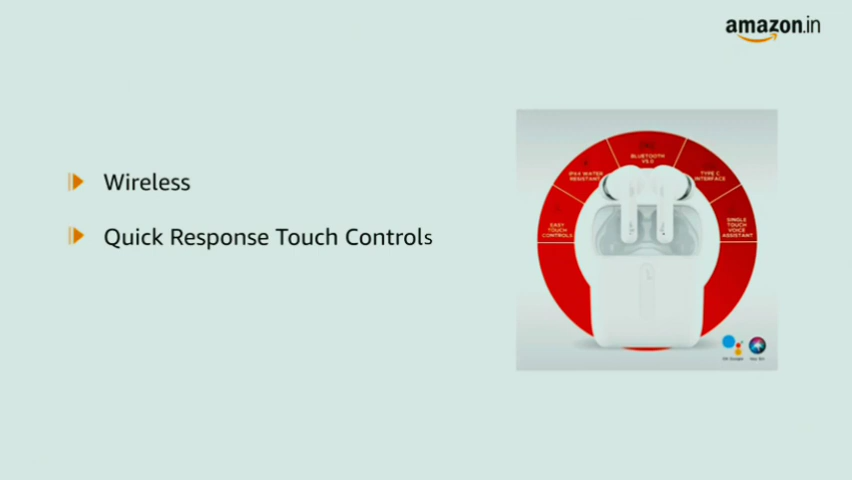 amazon.in
Wireless
Quick Response Touch Controls
BLUETOOTH
V5.0
IPX4 WATER
RESISTANT
TYPE C
INTERFACE
EASY
TOUCH
CONTROLS
SINGLE
TOUCH
VOICE
ASSISTANT